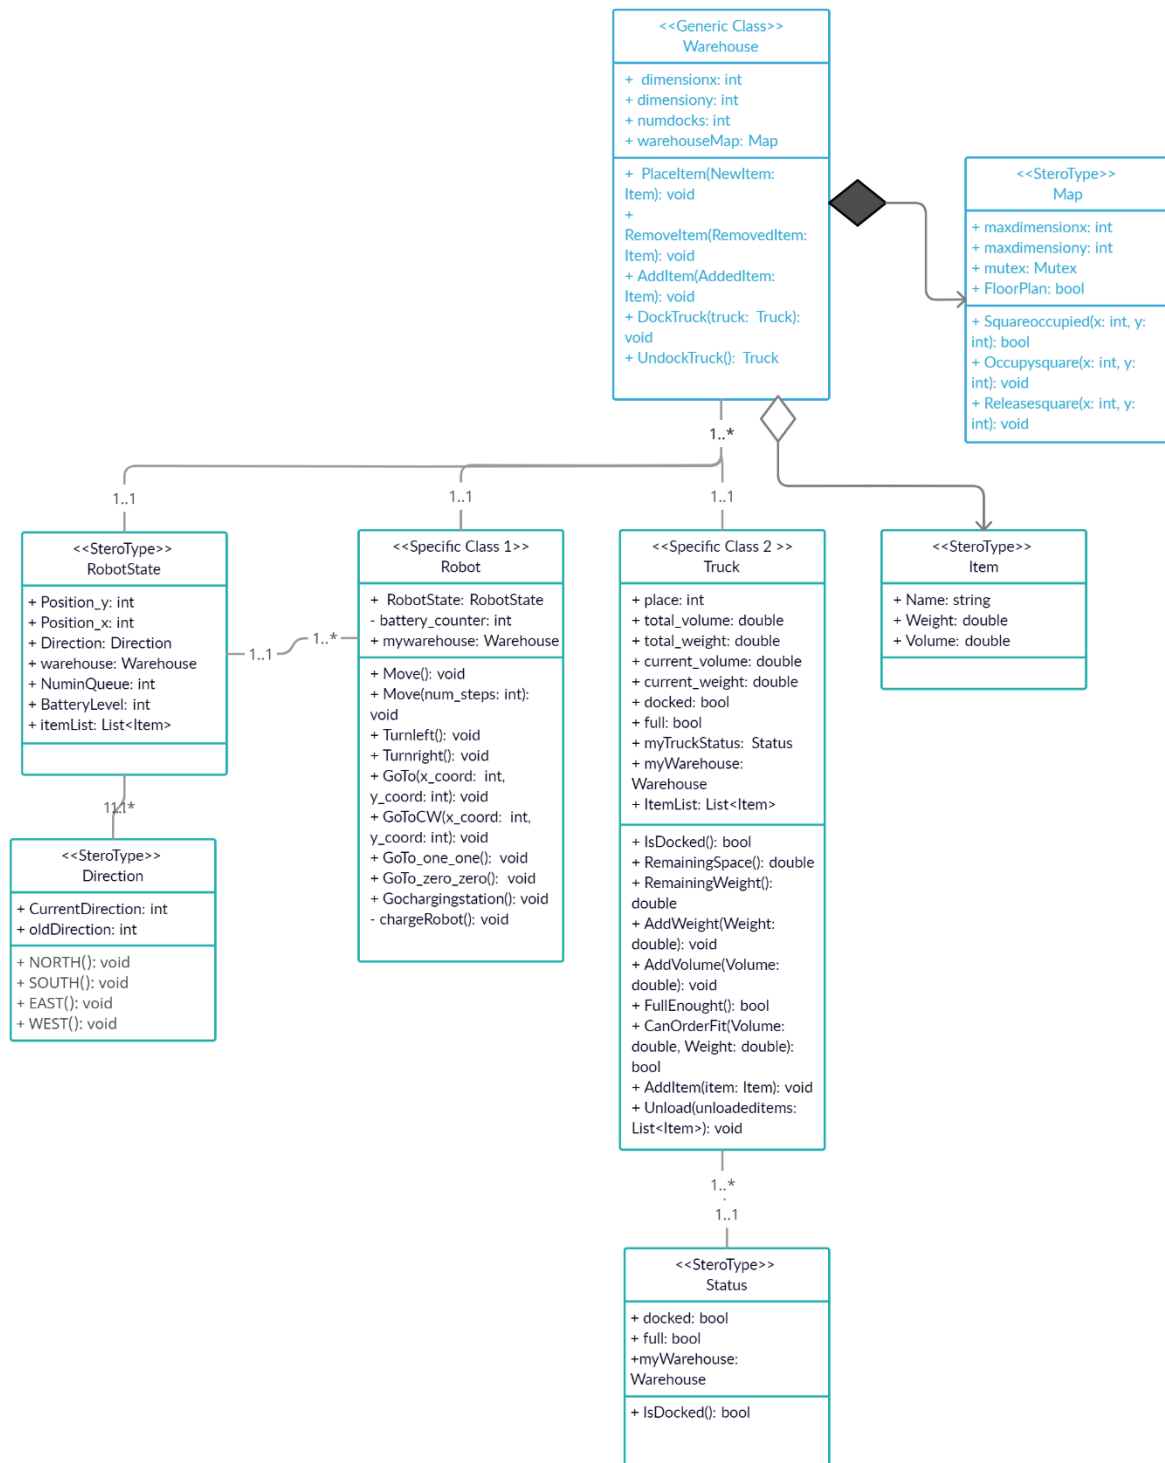 <<Generic Class>>
Warehouse
+ dimensionx: int
+ dimensiony: int
+ numdocks: int
+ warehouseMap: Map
+ PlaceItem(NewItem:
Item): void
+
RemoveItem(RemovedItem:
Item): void
+ AddItem(AddedItem:
Item): void
+ DockTruck(truck: Truck):
void
+ UndockTruck(): Truck
<<SteroType>>
Map
+ maxdimensionx: int
+ maxdimensiony: int
+ mutex: Mutex
+ FloorPlan: bool
+ Squareoccupied(x: int, y:
int): bool
+ Occupysquare(x: int, y:
int): void
+ Releasesquare(x: int, y:
int): void
1..*
1..1
1..1
1..1
<<SteroType>>
RobotState
+ Position_y: int
+ Position_x: int
+ Direction: Direction
+ warehouse: Warehouse
+ NuminQueue: int
+ BatteryLevel: int
+ itemList: List<Item>
1..1
1..*
<<Specific Class 1>>
Robot
+ RobotState: RobotState
- battery_counter: int
+ mywarehouse: Warehouse
+ Move(): void
+ Move(num_steps: int):
void
+ Turnleft(): void
+ Turnright(): void
+ GoTo(x_coord: int,
y_coord: int): void
+ GoToCW(x_coord: int,
y_coord: int): void
+ GoTo_one_one(): void
+ GoTo_zero_zero(): void
+ Gochargingstation(): void
- chargeRobot(): void
<<Specific Class 2 >>
Truck
+ place: int
+ total_volume: double
+ total_weight: double
+ current_volume: double
+ current_weight: double
+ docked: bool
+ full: bool
+ myTruckStatus: Status
+ myWarehouse:
Warehouse
+ ItemList: List<Item>
+ IsDocked(): bool
+ RemainingSpace(): double
+ RemainingWeight():
double
+ AddWeight(Weight:
double): void
+ AddVolume(Volume:
double): void
+ FullEnought(): bool
+ CanOrderFit(Volume:
double, Weight: double):
bool
+ AddItem(item: Item): void
+ Unload(unloadeditems:
List<Item>): void
<<SteroType>>
Item
+ Name: string
+ Weight: double
+ Volume: double
<<SteroType>>
Direction
+ CurrentDirection: int
+ oldDirection: int
+ NORTH(): void
+ SOUTH(): void
+ EAST(): void
+ WEST(): void
1..*
1..1
<<SteroType>>
Status
+ docked: bool
+ full: bool
+myWarehouse:
Warehouse
+ IsDocked(): bool